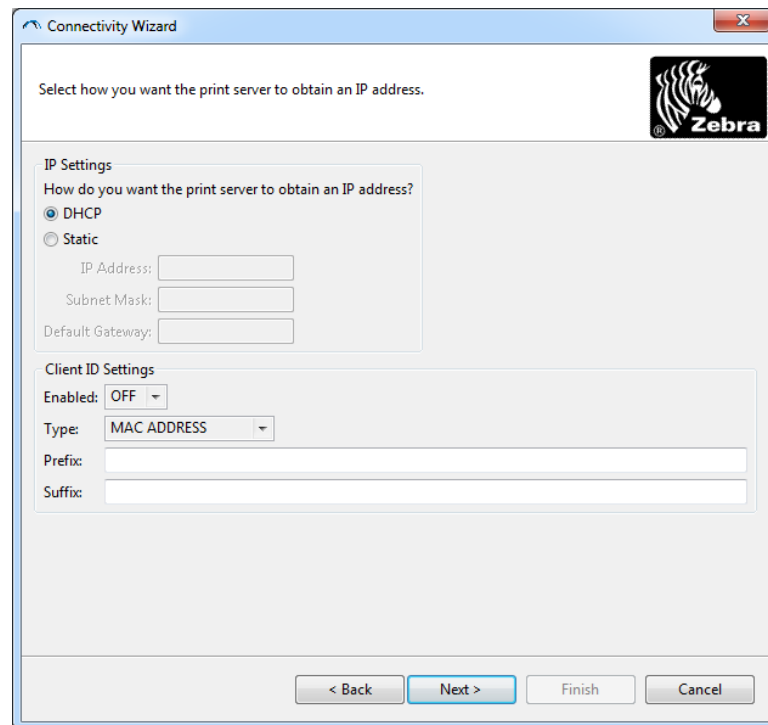 Connectivity Wizard
Select how you want the print server to obtain an IP address.
® Zebra
IP Settings
How do you want the print server to obtain an IP address?
DHCP
Static
IP Address:
Subnet Mask:
Default Gateway:
Client ID Settings
Enabled: OFF
Type: MAC ADDRESS
Prefix:
Suffix:
< Back Next > Finish Cancel